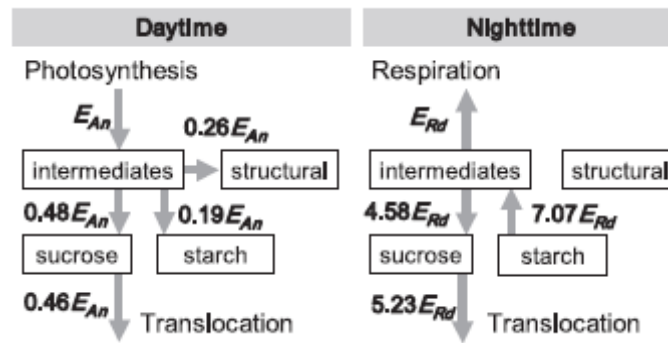 Daytime
Photosynthesis
E_An
0.26E_An
intermediates
structural
0.48E_An
0.19E_An
sucrose
starch
0.46E_An
Translocation
Nighttime
Respiration
E_Rd
intermediates
structural
4.58E_Rd
7.07E_Rd
sucrose
starch
5.23E_Rd
Translocation